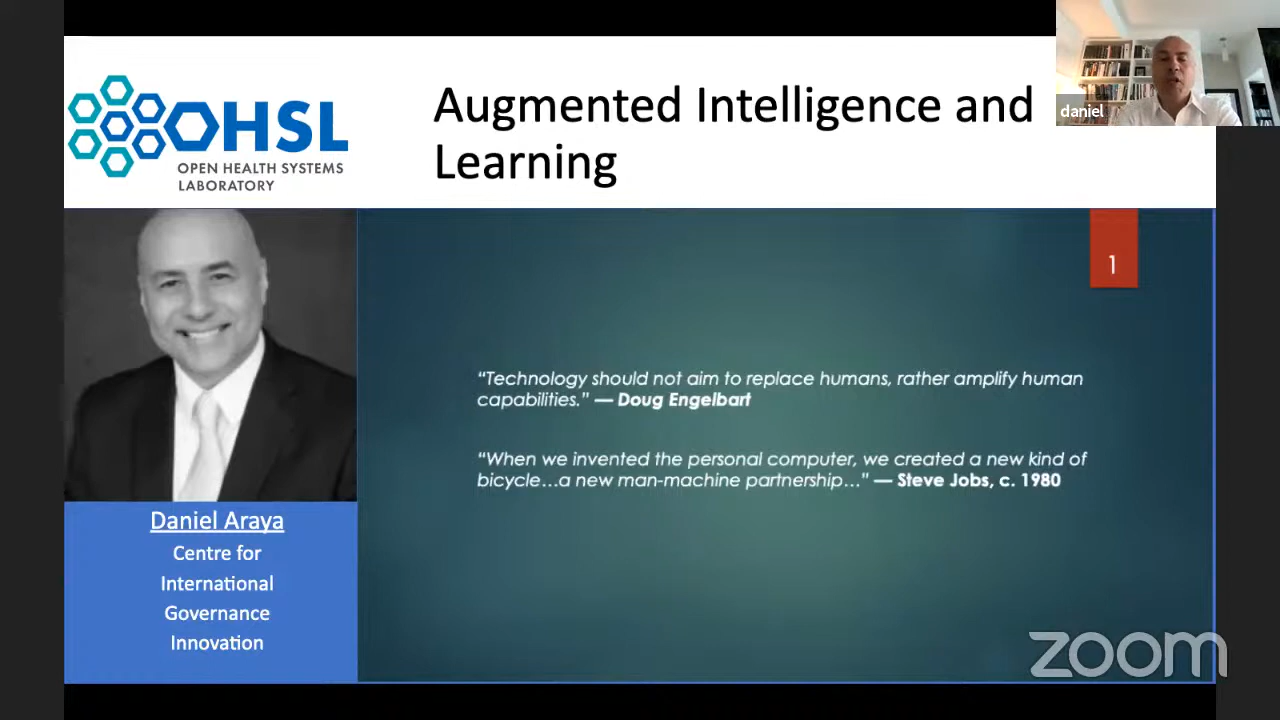 OHSL
OPEN HEALTH SYSTEMS
LABORATORY
Augmented Intelligence and
Learning
daniel
1
“Technology should not aim to replace humans, rather amplify human
capabilities.” — Doug Engelbart
“When we invented the personal computer, we created a new kind of
bicycle…a new man-machine partnership…” — Steve Jobs, c. 1980
Daniel Araya
Centre for
International
Governance
Innovation
zoom